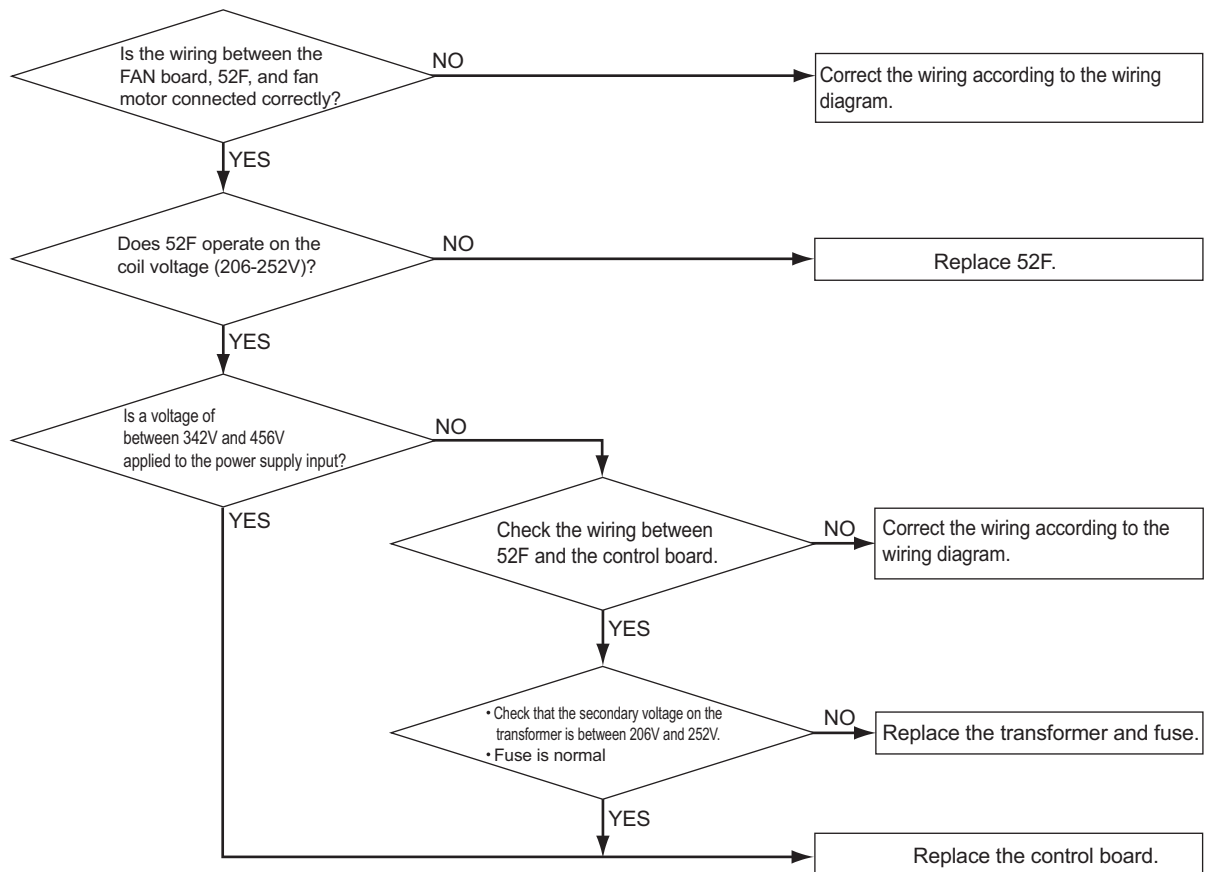 Is the wiring between the
FAN board, 52F, and fan
motor connected correctly?
NO
Correct the wiring according to the wiring
diagram.
YES
Does 52F operate on the
coil voltage (206-252V)?
NO
Replace 52F.
YES
Is a voltage of
between 342V and 456V
applied to the power supply input?
NO
YES
Check the wiring between
52F and the control board.
NO
Correct the wiring according to the
wiring diagram.
YES
• Check that the secondary voltage on the
transformer is between 206V and 252V.
• Fuse is normal
NO
Replace the transformer and fuse.
YES
Replace the control board.